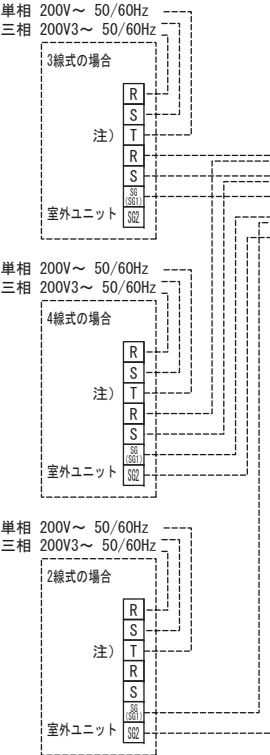 単相 200V～ 50/60Hz
三相 200V3～ 50/60Hz
3線式の場合
R
S
注) T
R
S
SG
(SG1)
室外ユニット SG2
単相 200V～ 50/60Hz
三相 200V3～ 50/60Hz
4線式の場合
R
S
注) T
R
S
SG
(SG1)
室外ユニット SG2
単相 200V～ 50/60Hz
三相 200V3～ 50/60Hz
2線式の場合
R
S
注) T
R
S
SG
(SG1)
室外ユニット SG2